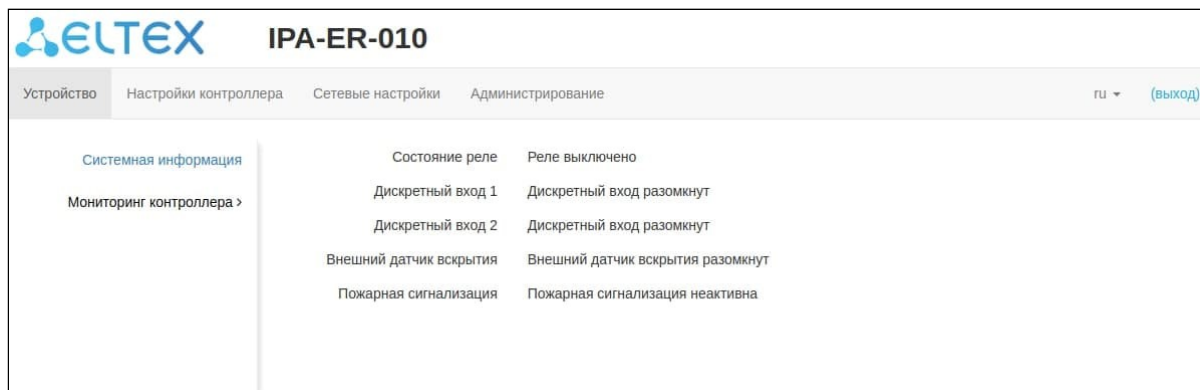 ELTEX IPA-ER-010
Устройство Настройки контроллера Сетевые настройки Администрирование ru (выход)
Системная информация
Мониторинг контроллера >
Состояние реле Реле выключено
Дискретный вход 1 Дискретный вход разомкнут
Дискретный вход 2 Дискретный вход разомкнут
Внешний датчик вскрытия Внешний датчик вскрытия разомкнут
Пожарная сигнализация Пожарная сигнализация неактивна